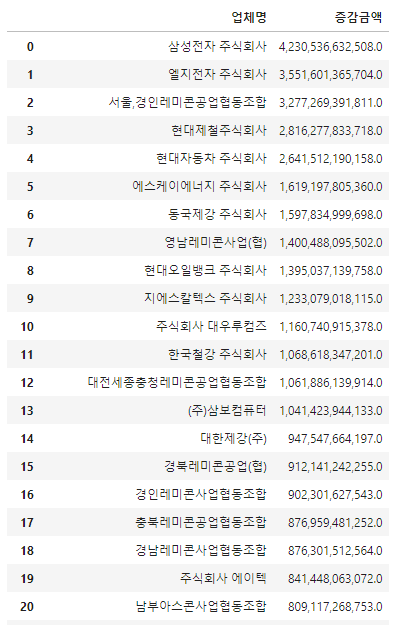 업체명 증감금액
0 삼성전자 주식회사 4,230,536,632,508.0
1 엘지전자 주식회사 3,551,601,365,704.0
2 서울,경인레미콘공업협동조합 3,277,269,391,811.0
3 현대제철주식회사 2,816,277,833,718.0
4 현대자동차 주식회사 2,641,512,190,158.0
5 에스케이에너지 주식회사 1,619,197,805,360.0
6 동국제강 주식회사 1,597,834,999,698.0
7 영남레미콘사업(협) 1,400,488,095,502.0
8 현대오일뱅크 주식회사 1,395,037,139,758.0
9 지에스칼텍스 주식회사 1,233,079,018,115.0
10 주식회사 대우루컴즈 1,160,740,915,378.0
11 한국철강 주식회사 1,068,618,347,201.0
12 대전세종충청레미콘공업협동조합 1,061,886,139,914.0
13 (주)삼보컴퓨터 1,041,423,944,133.0
14 대한제강(주) 947,547,664,197.0
15 경북레미콘공업(협) 912,141,242,255.0
16 경인레미콘사업협동조합 902,301,627,543.0
17 충북레미콘공업협동조합 876,959,481,252.0
18 경남레미콘사업협동조합 876,301,512,564.0
19 주식회사 에이텍 841,448,063,072.0
20 남부아스콘사업협동조합 809,117,268,753.0